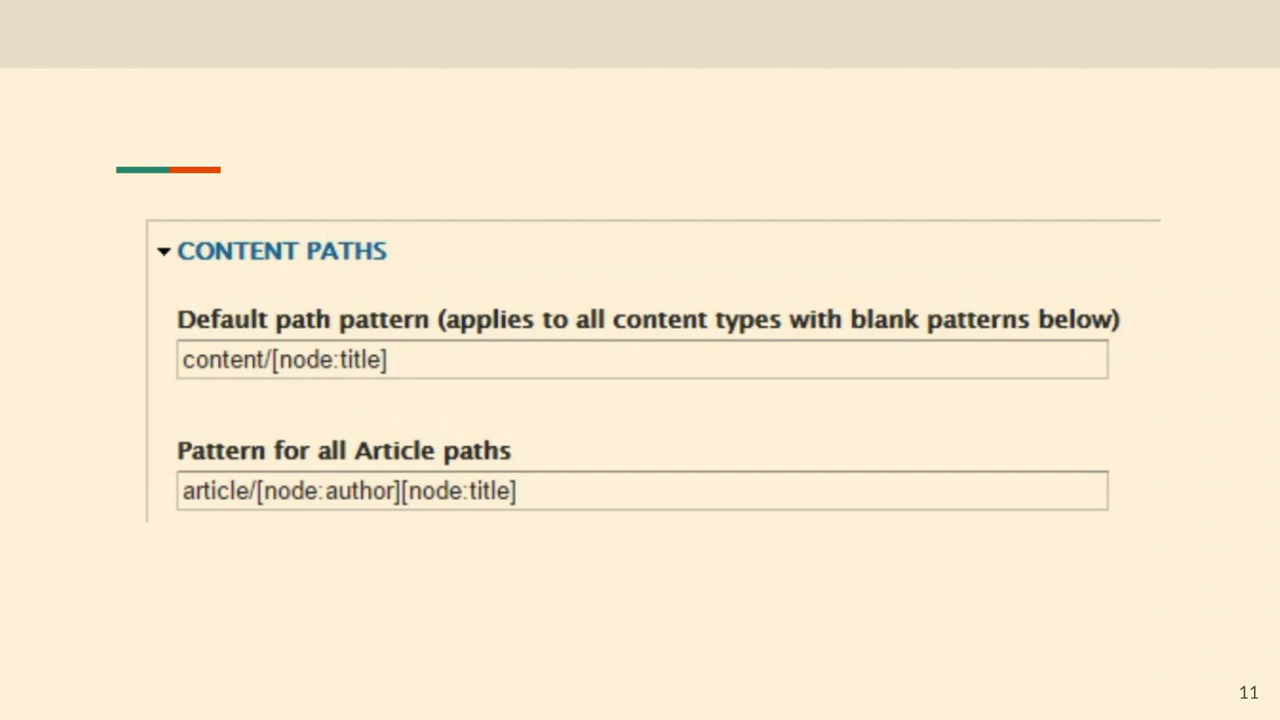 CONTENT PATHS
Default path pattern (applies to all content types with blank patterns below)
content/[node:title]
Pattern for all Article paths
article/[node:author][node:title]
11